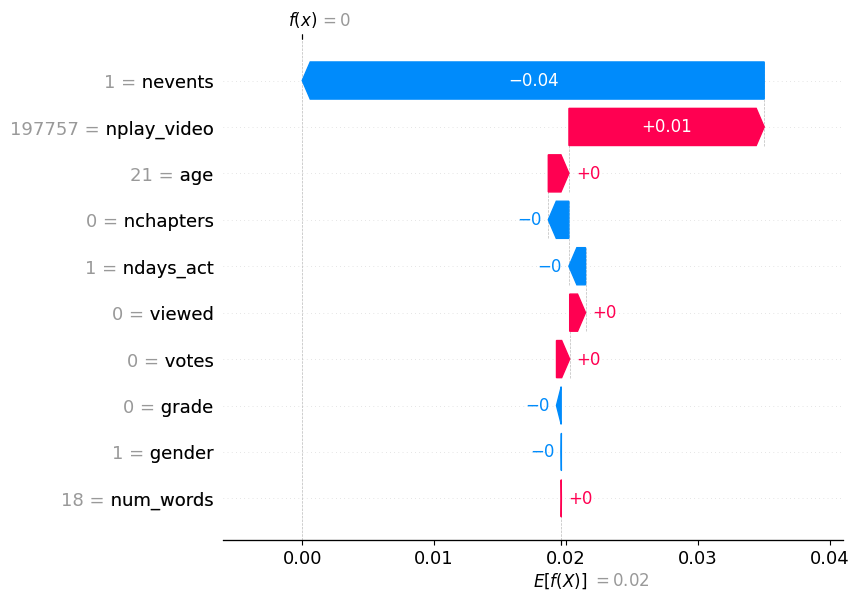 f(x) = 0
1 = nevents
−0.04
197757 = nplay_video
+0.01
21 = age
+0
0 = nchapters
−0
1 = ndays_act
−0
0 = viewed
+0
0 = votes
+0
0 = grade
−0
1 = gender
−0
18 = num_words
+0
0.00 0.01 0.02 0.03 0.04
E[f(X)] = 0.02